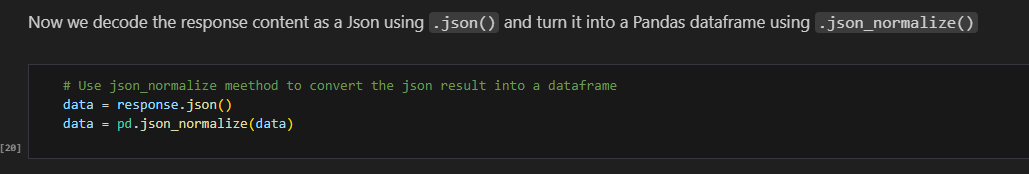 Now we decode the response content as a Json using .json() and turn it into a Pandas dataframe using .json_normalize()
# Use json_normalize meethod to convert the json result into a dataframe
data = response.json()
data = pd.json_normalize(data)
[20]